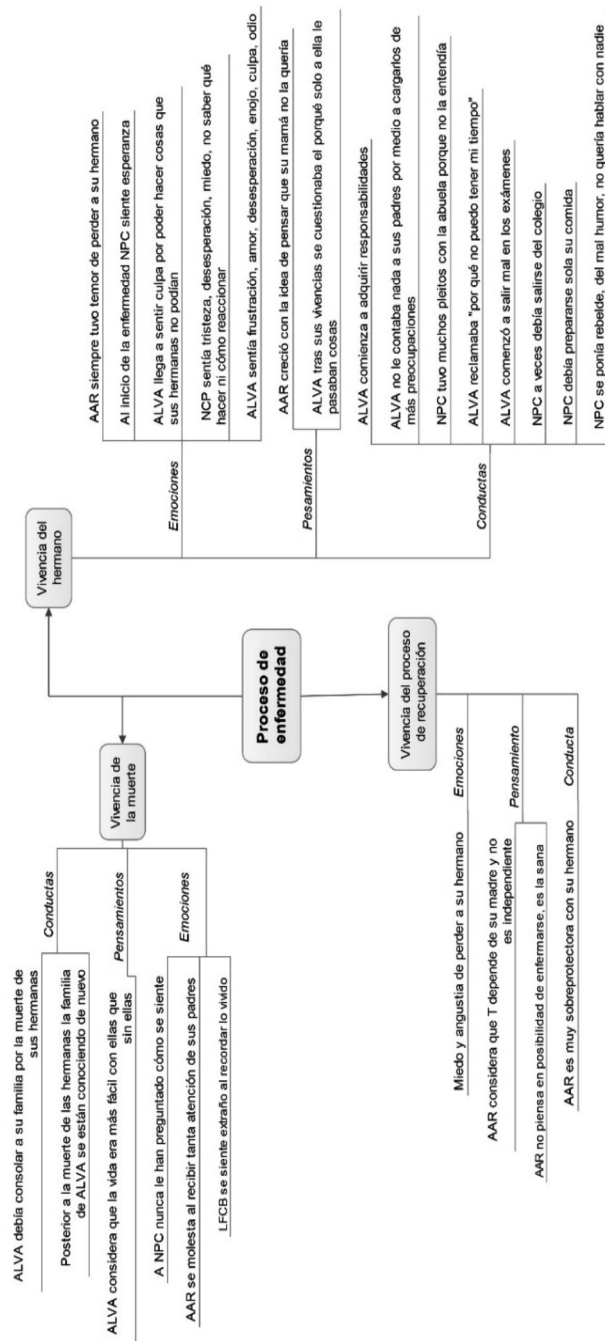 Proceso de
enfermedad
Vivencia del
hermano
Emociones
AAR siempre tuvo temor de perder a su hermano
Al inicio de la enfermedad NPC siente esperanza
ALVA llega a sentir culpa por poder hacer cosas que
sus hermanas no podían
NCP sentía tristeza, desesperación, miedo, no saber qué
hacer ni cómo reaccionar
ALVA sentía frustración, amor, desesperación, enojo, culpa, odio
Pesamientos
AAR creció con la idea de pensar que su mamá no la quería
ALVA tras sus vivencias se cuestionaba el porqué solo a ella le
pasaban cosas
Conductas
ALVA comienza a adquirir responsabilidades
ALVA no le contaba nada a sus padres por medio a cargarlos de
más preocupaciones
NPC tuvo muchos pleitos con la abuela porque no la entendía
ALVA reclamaba "por qué no puedo tener mi tiempo"
ALVA comenzó a salir mal en los exámenes
NPC a veces debía salirse del colegio
NPC debía prepararse sola su comida
NPC se ponía rebelde, del mal humor, no quería hablar con nadie
Vivencia de
la muerte
Conductas
ALVA debía consolar a su familia por la muerte de
sus hermanas
Posterior a la muerte de las hermanas la familia
de ALVA se están conociendo de nuevo
Pensamientos
ALVA considera que la vida era más fácil con ellas que
sin ellas
Emociones
A NPC nunca le han preguntado cómo se siente
AAR se molesta al recibir tanta atención de sus padres
LFCB se siente extraño al recordar lo vivido
Vivencia del proceso
de recuperación
Emociones
Miedo y angustia de perder a su hermano
Pensamiento
AAR considera que T depende de su madre y no
es independiente
AAR no piensa en posibilidad de enfermarse, es la sana
Conducta
AAR es muy sobreprotectora con su hermano